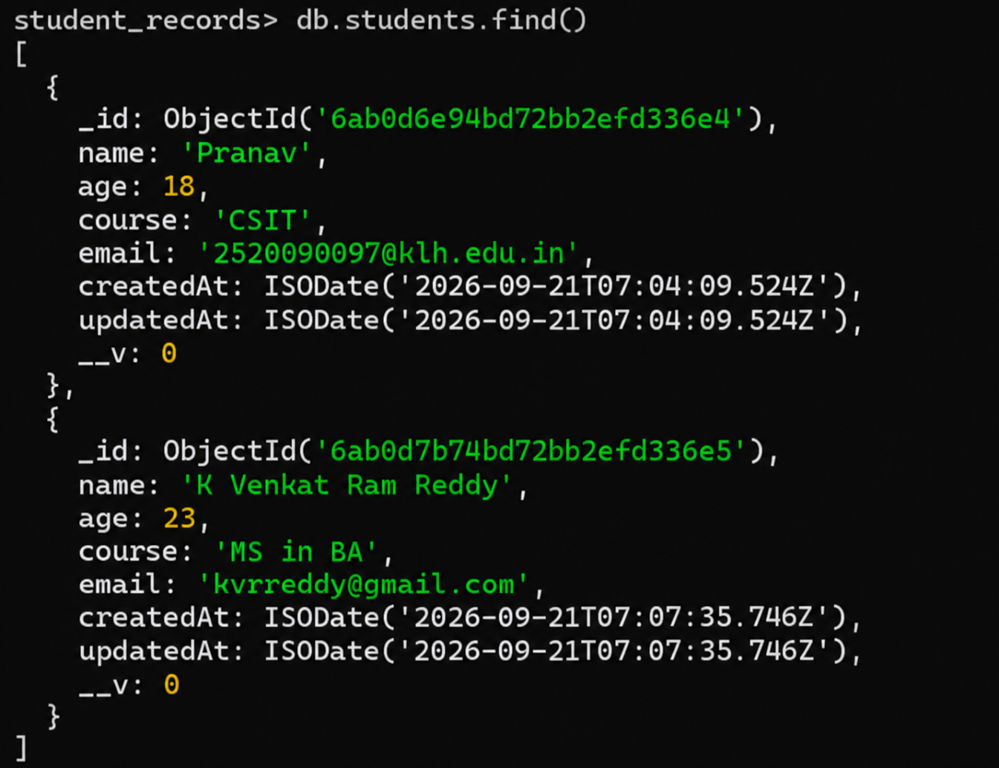 student_records> db.students.find()
[
  {
    _id: ObjectId('6ab0d6e94bd72bb2efd336e4'),
    name: 'Pranav',
    age: 18,
    course: 'CSIT',
    email: '2520090097@klh.edu.in',
    createdAt: ISODate('2026-09-21T07:04:09.524Z'),
    updatedAt: ISODate('2026-09-21T07:04:09.524Z'),
    __v: 0
  },
  {
    _id: ObjectId('6ab0d7b74bd72bb2efd336e5'),
    name: 'K Venkat Ram Reddy',
    age: 23,
    course: 'MS in BA',
    email: 'kvrreddy@gmail.com',
    createdAt: ISODate('2026-09-21T07:07:35.746Z'),
    updatedAt: ISODate('2026-09-21T07:07:35.746Z'),
    __v: 0
  }
]